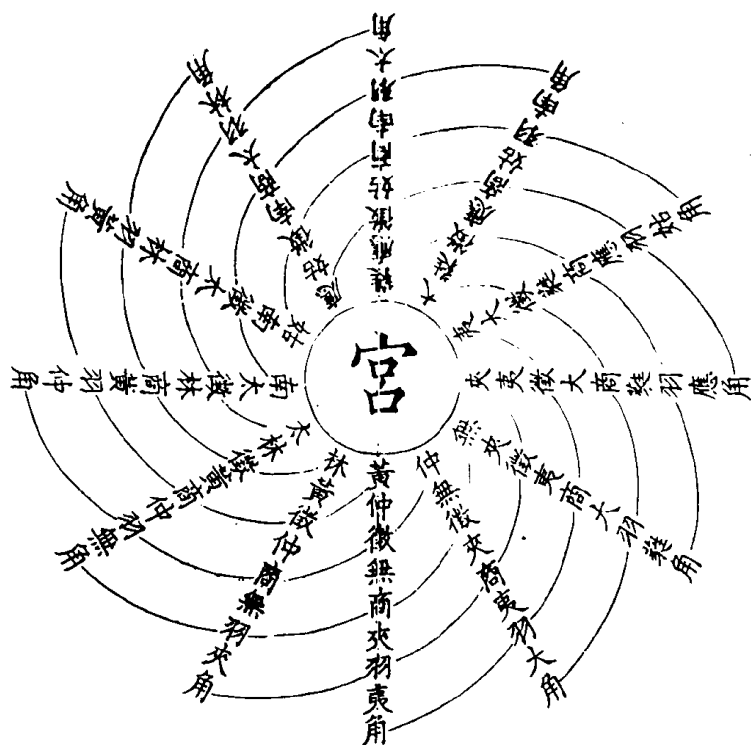 宮
黃仲徵無商夾羽夷角
林黃徵仲商無羽夾角
太林徵黃商仲羽無角
南太徵林商黃羽仲角
姑南徵太商林羽黃角
應姑徵南商太羽林角
蕤應徵姑商南羽太角
大蕤徵應商姑羽南角
夷大徵蕤商應羽姑角
夾夷徵大商蕤羽應角
無夾徵夷商大羽蕤角
仲無徵夾商夷羽大角